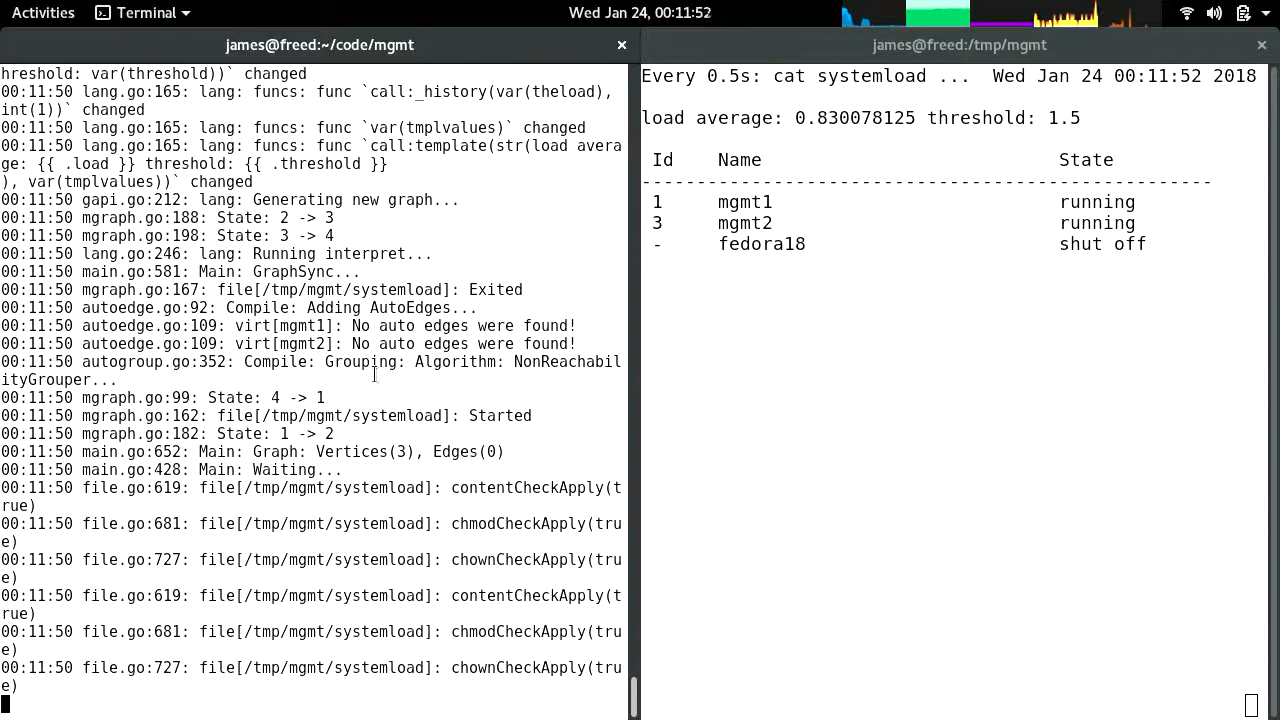 Activities Terminal Wed Jan 24, 00:11:52
james@freed:~/code/mgmt ×
hreshold: var(threshold))` changed
00:11:50 lang.go:165: lang: funcs: func `call:_history(var(theload),
int(1))` changed
00:11:50 lang.go:165: lang: funcs: func `var(tmplvalues)` changed
00:11:50 lang.go:165: lang: funcs: func `call:template(str(load avera
ge: {{ .load }} threshold: {{ .threshold }}
), var(tmplvalues))` changed
00:11:50 gapi.go:212: lang: Generating new graph...
00:11:50 mgraph.go:188: State: 2 -> 3
00:11:50 mgraph.go:198: State: 3 -> 4
00:11:50 lang.go:246: lang: Running interpret...
00:11:50 main.go:581: Main: GraphSync...
00:11:50 mgraph.go:167: file[/tmp/mgmt/systemload]: Exited
00:11:50 autoedge.go:92: Compile: Adding AutoEdges...
00:11:50 autoedge.go:109: virt[mgmt1]: No auto edges were found!
00:11:50 autoedge.go:109: virt[mgmt2]: No auto edges were found!
00:11:50 autogroup.go:352: Compile: Grouping: Algorithm: NonReachabil
ityGrouper...
00:11:50 mgraph.go:99: State: 4 -> 1
00:11:50 mgraph.go:162: file[/tmp/mgmt/systemload]: Started
00:11:50 mgraph.go:182: State: 1 -> 2
00:11:50 main.go:652: Main: Graph: Vertices(3), Edges(0)
00:11:50 main.go:428: Main: Waiting...
00:11:50 file.go:619: file[/tmp/mgmt/systemload]: contentCheckApply(t
rue)
00:11:50 file.go:681: file[/tmp/mgmt/systemload]: chmodCheckApply(tru
e)
00:11:50 file.go:727: file[/tmp/mgmt/systemload]: chownCheckApply(tru
e)
00:11:50 file.go:619: file[/tmp/mgmt/systemload]: contentCheckApply(t
rue)
00:11:50 file.go:681: file[/tmp/mgmt/systemload]: chmodCheckApply(tru
e)
00:11:50 file.go:727: file[/tmp/mgmt/systemload]: chownCheckApply(tru
e)
james@freed:/tmp/mgmt ×
Every 0.5s: cat systemload ... Wed Jan 24 00:11:52 2018
load average: 0.830078125 threshold: 1.5
Id Name State
----------------------------------------------------
1 mgmt1 running
3 mgmt2 running
- fedora18 shut off